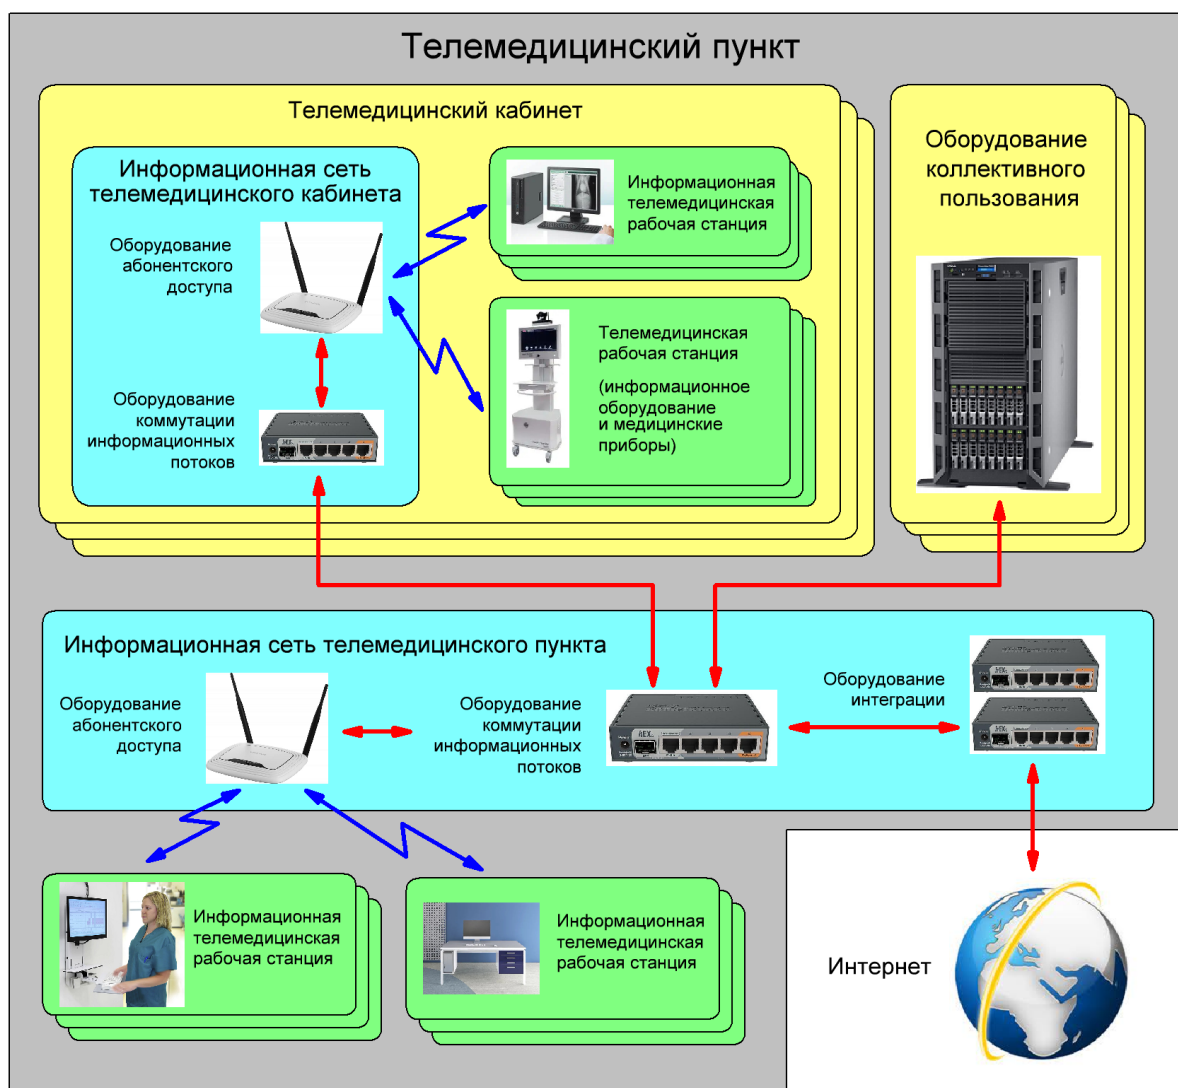 Телемедицинский пункт
Телемедицинский кабинет
Информационная сеть
телемедицинского кабинета
Оборудование
абонентского
доступа
Оборудование
коммутации
информационных
потоков
Информационная
телемедицинская
рабочая станция
Телемедицинская
рабочая станция
(информационное
оборудование
и медицинские
приборы)
Оборудование
коллективного
пользования
Информационная сеть телемедицинского пункта
Оборудование
абонентского
доступа
Оборудование
коммутации
информационных
потоков
Оборудование
интеграции
Информационная
телемедицинская
рабочая станция
Информационная
телемедицинская
рабочая станция
Интернет